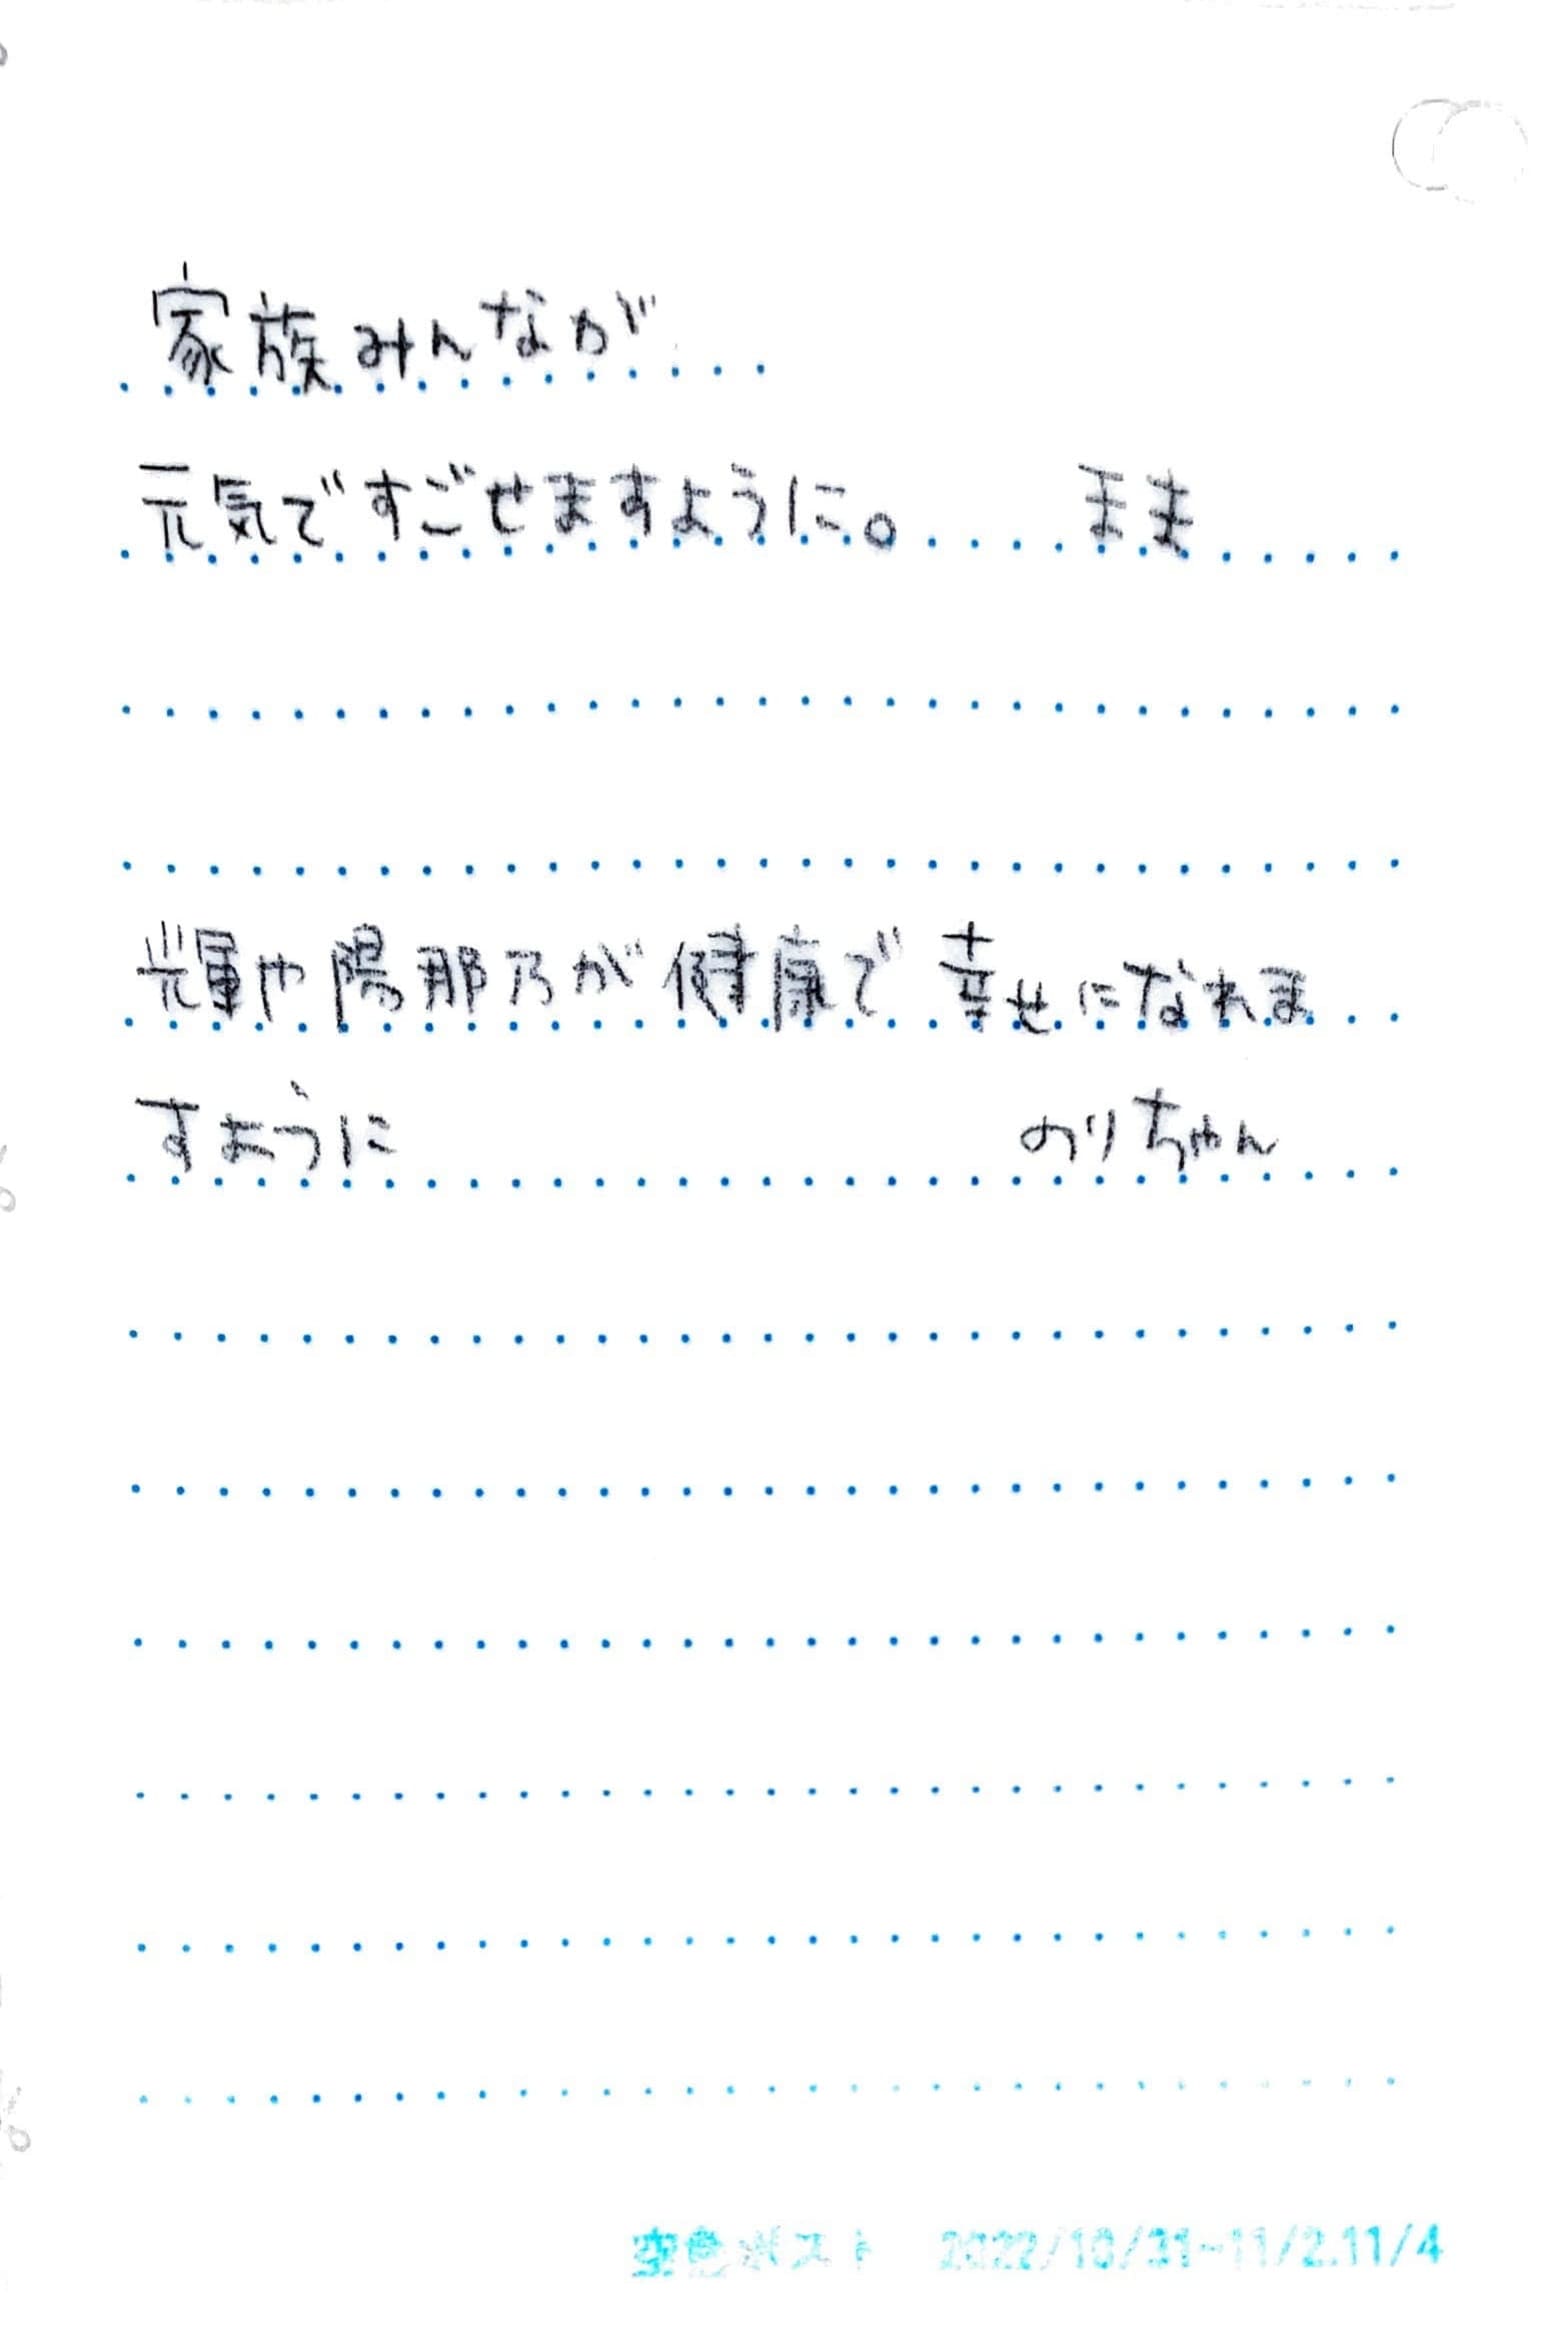 家族みんなが
元気ですごせますように。 まま
輝や陽那乃が健康で幸せになれま
すように のりちゃん
空色ポスト 2022/10/31-11/2.11/4